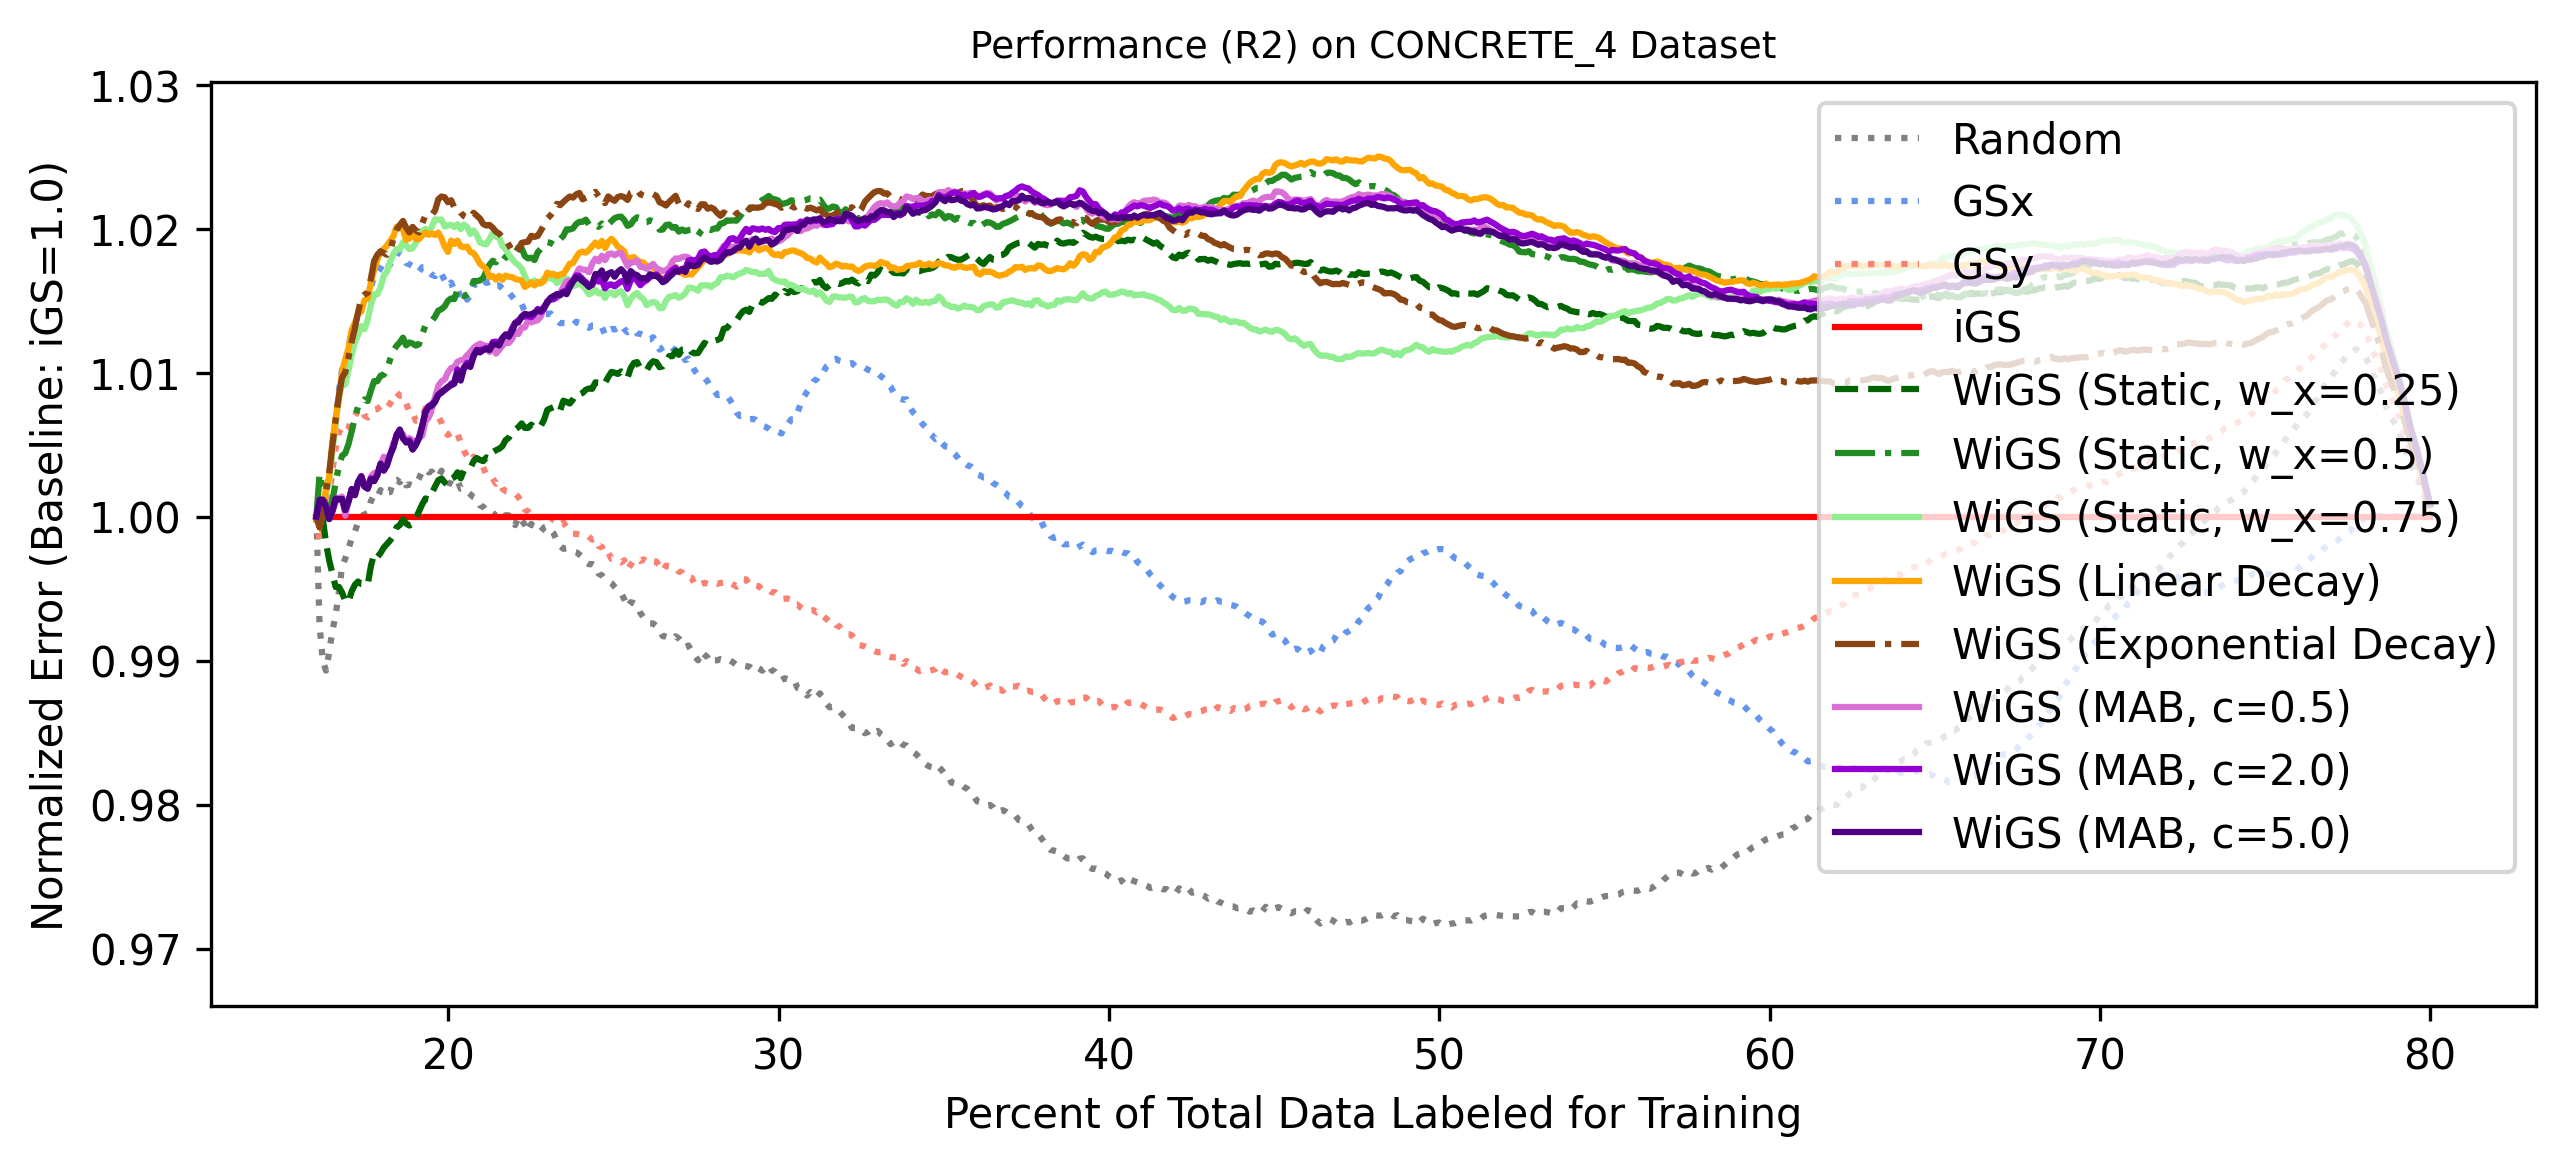 Performance (R2) on CONCRETE_4 Dataset
Normalized Error (Baseline: iGS=1.0)
1.03
1.02
1.01
1.00
0.99
0.98
0.97
Random
GSx
GSy
iGS
WiGS (Static, w_x=0.25)
WiGS (Static, w_x=0.5)
WiGS (Static, w_x=0.75)
WiGS (Linear Decay)
WiGS (Exponential Decay)
WiGS (MAB, c=0.5)
WiGS (MAB, c=2.0)
WiGS (MAB, c=5.0)
20 30 40 50 60 70 80
Percent of Total Data Labeled for Training